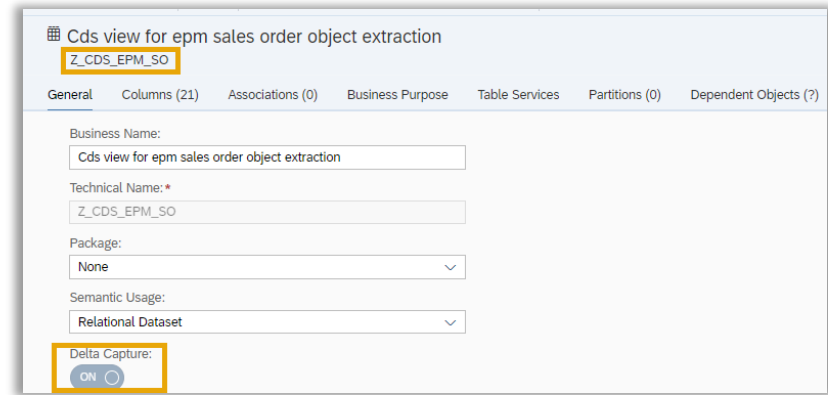 Cds view for epm sales order object extraction
Z_CDS_EPM_SO
General Columns (21) Associations (0) Business Purpose Table Services Partitions (0) Dependent Objects (?)
Business Name:
Cds view for epm sales order object extraction
Technical Name:*
Z_CDS_EPM_SO
Package:
None
Semantic Usage:
Relational Dataset
Delta Capture:
ON